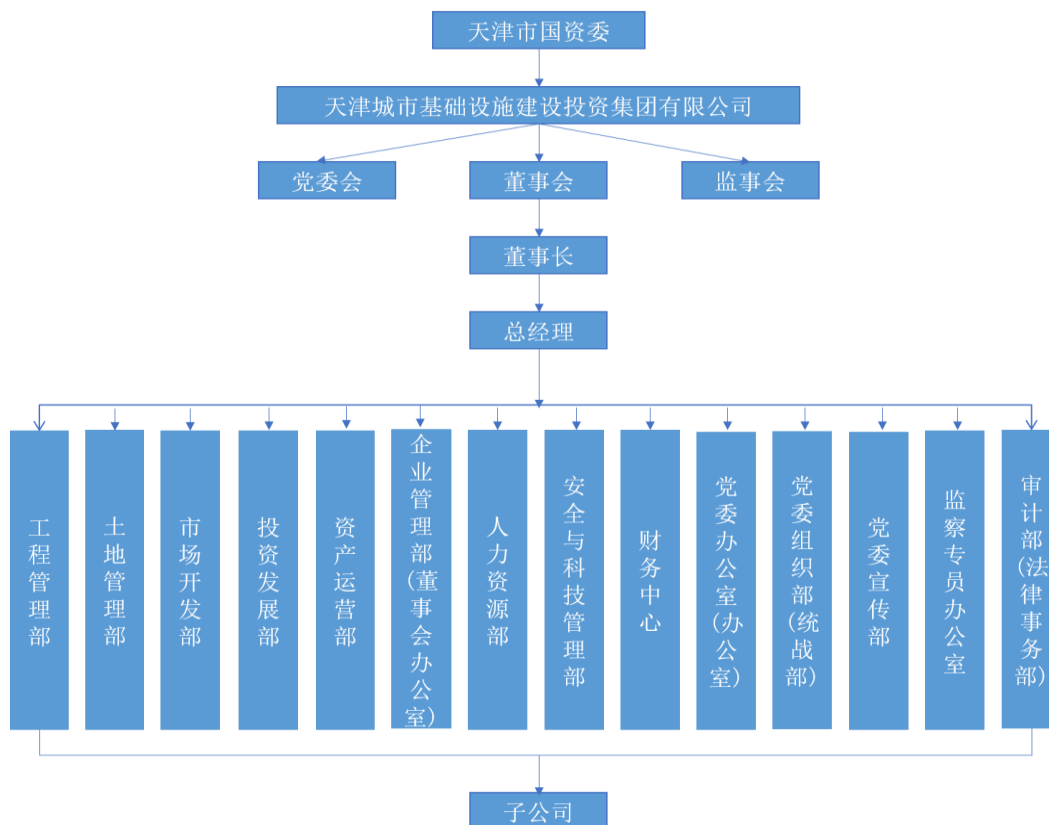 天津市国资委
天津城市基础设施建设投资集团有限公司
党委会
董事会
监事会
董事长
总经理
工程管理部
土地管理部
市场开发部
投资发展部
资产运营部
企业管理部(董事会办公室)
人力资源部
安全与科技管理部
财务中心
党委办公室(办公室)
党委组织部(统战部)
党委宣传部
监察专员办公室
审计部(法律事务部)
子公司